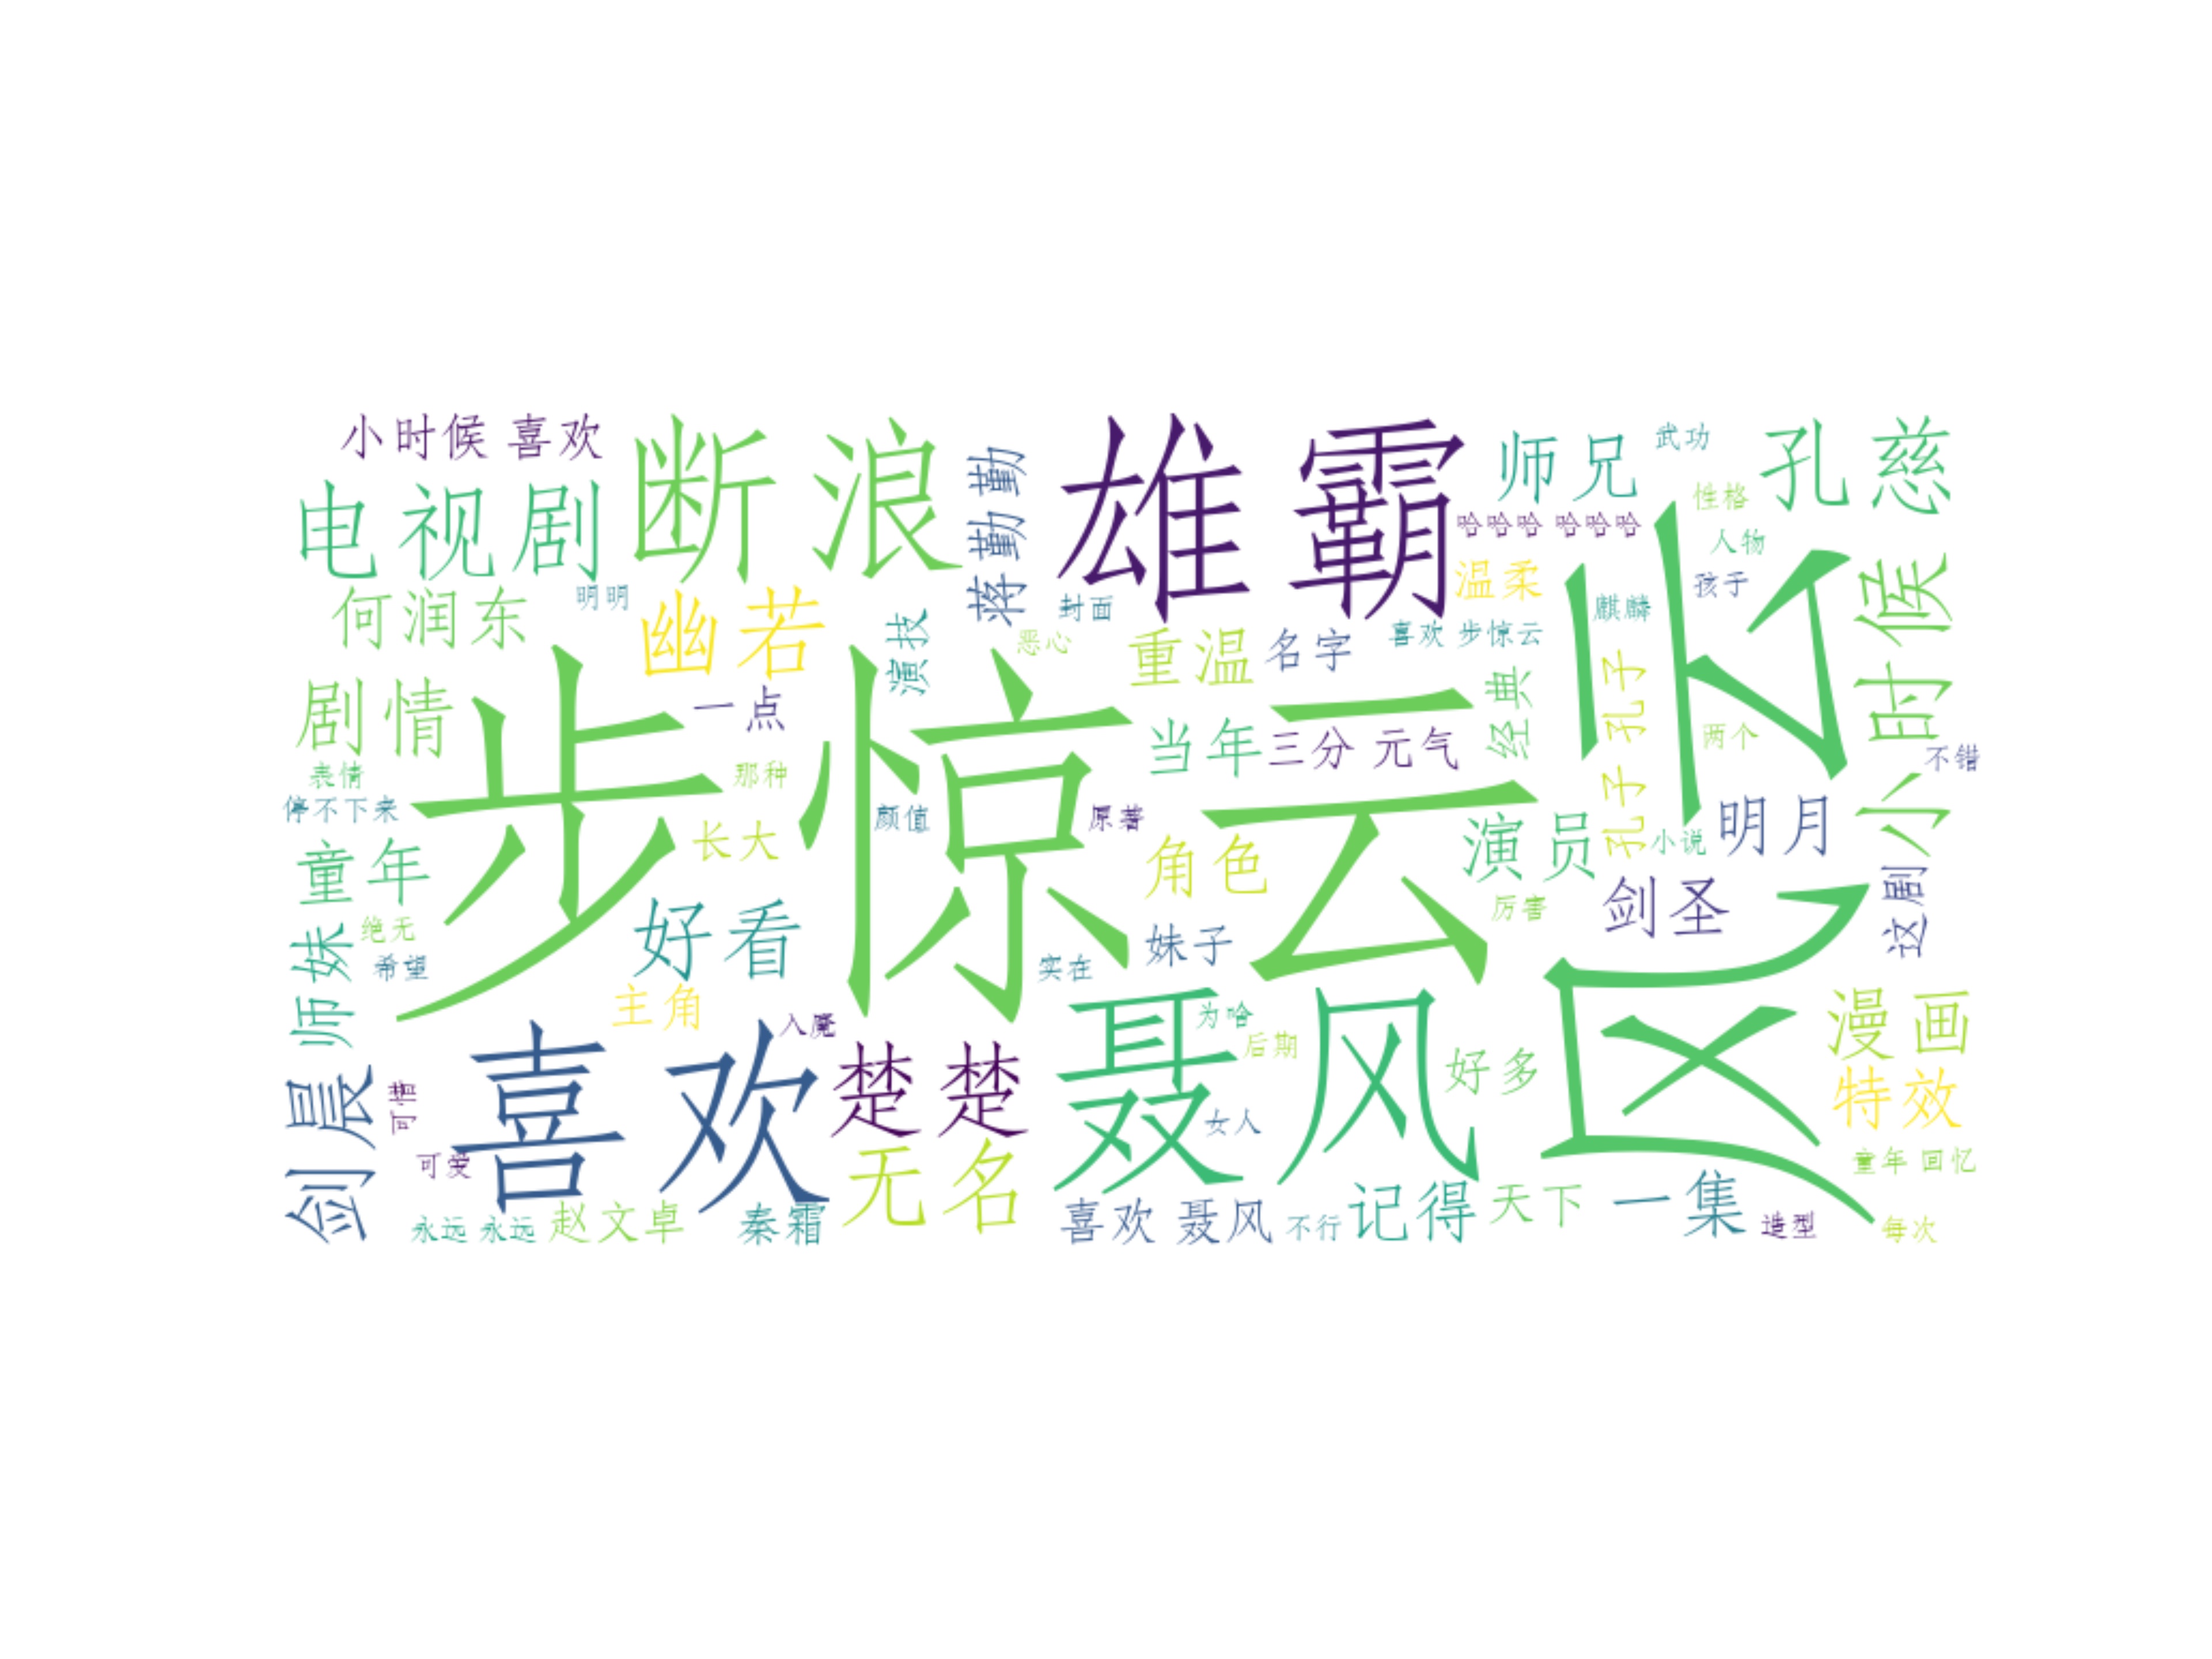 小时候 喜欢
断浪
蒋勤勤
雄霸
师兄
武功
孔慈
电视剧
哈哈哈 哈哈哈
性格
人物
何润东
明明
幽若
演技
封面
温柔
麒麟
孩子
小时候
恶心
重温
名字
喜欢 步惊云
风云
剧情
一点
步惊云
当年
三分 元气
经典
孔子 孔子
两个
不错
表情
停不下来
那种
颜值
原著
长大
童年
角色
演员
小说
明月
绝无
希望
师妹
好看
实在
妹子
厉害
剑圣
这剧
主角
入魔
聂风
为啥
后期
漫画
喜欢
楚楚
好多
特效
剑晨
可惜
可爱
女人
童年 回忆
无名
永远 永远
赵文卓
秦霜
喜欢 聂风
不行
记得
天下
一集
造型
每次